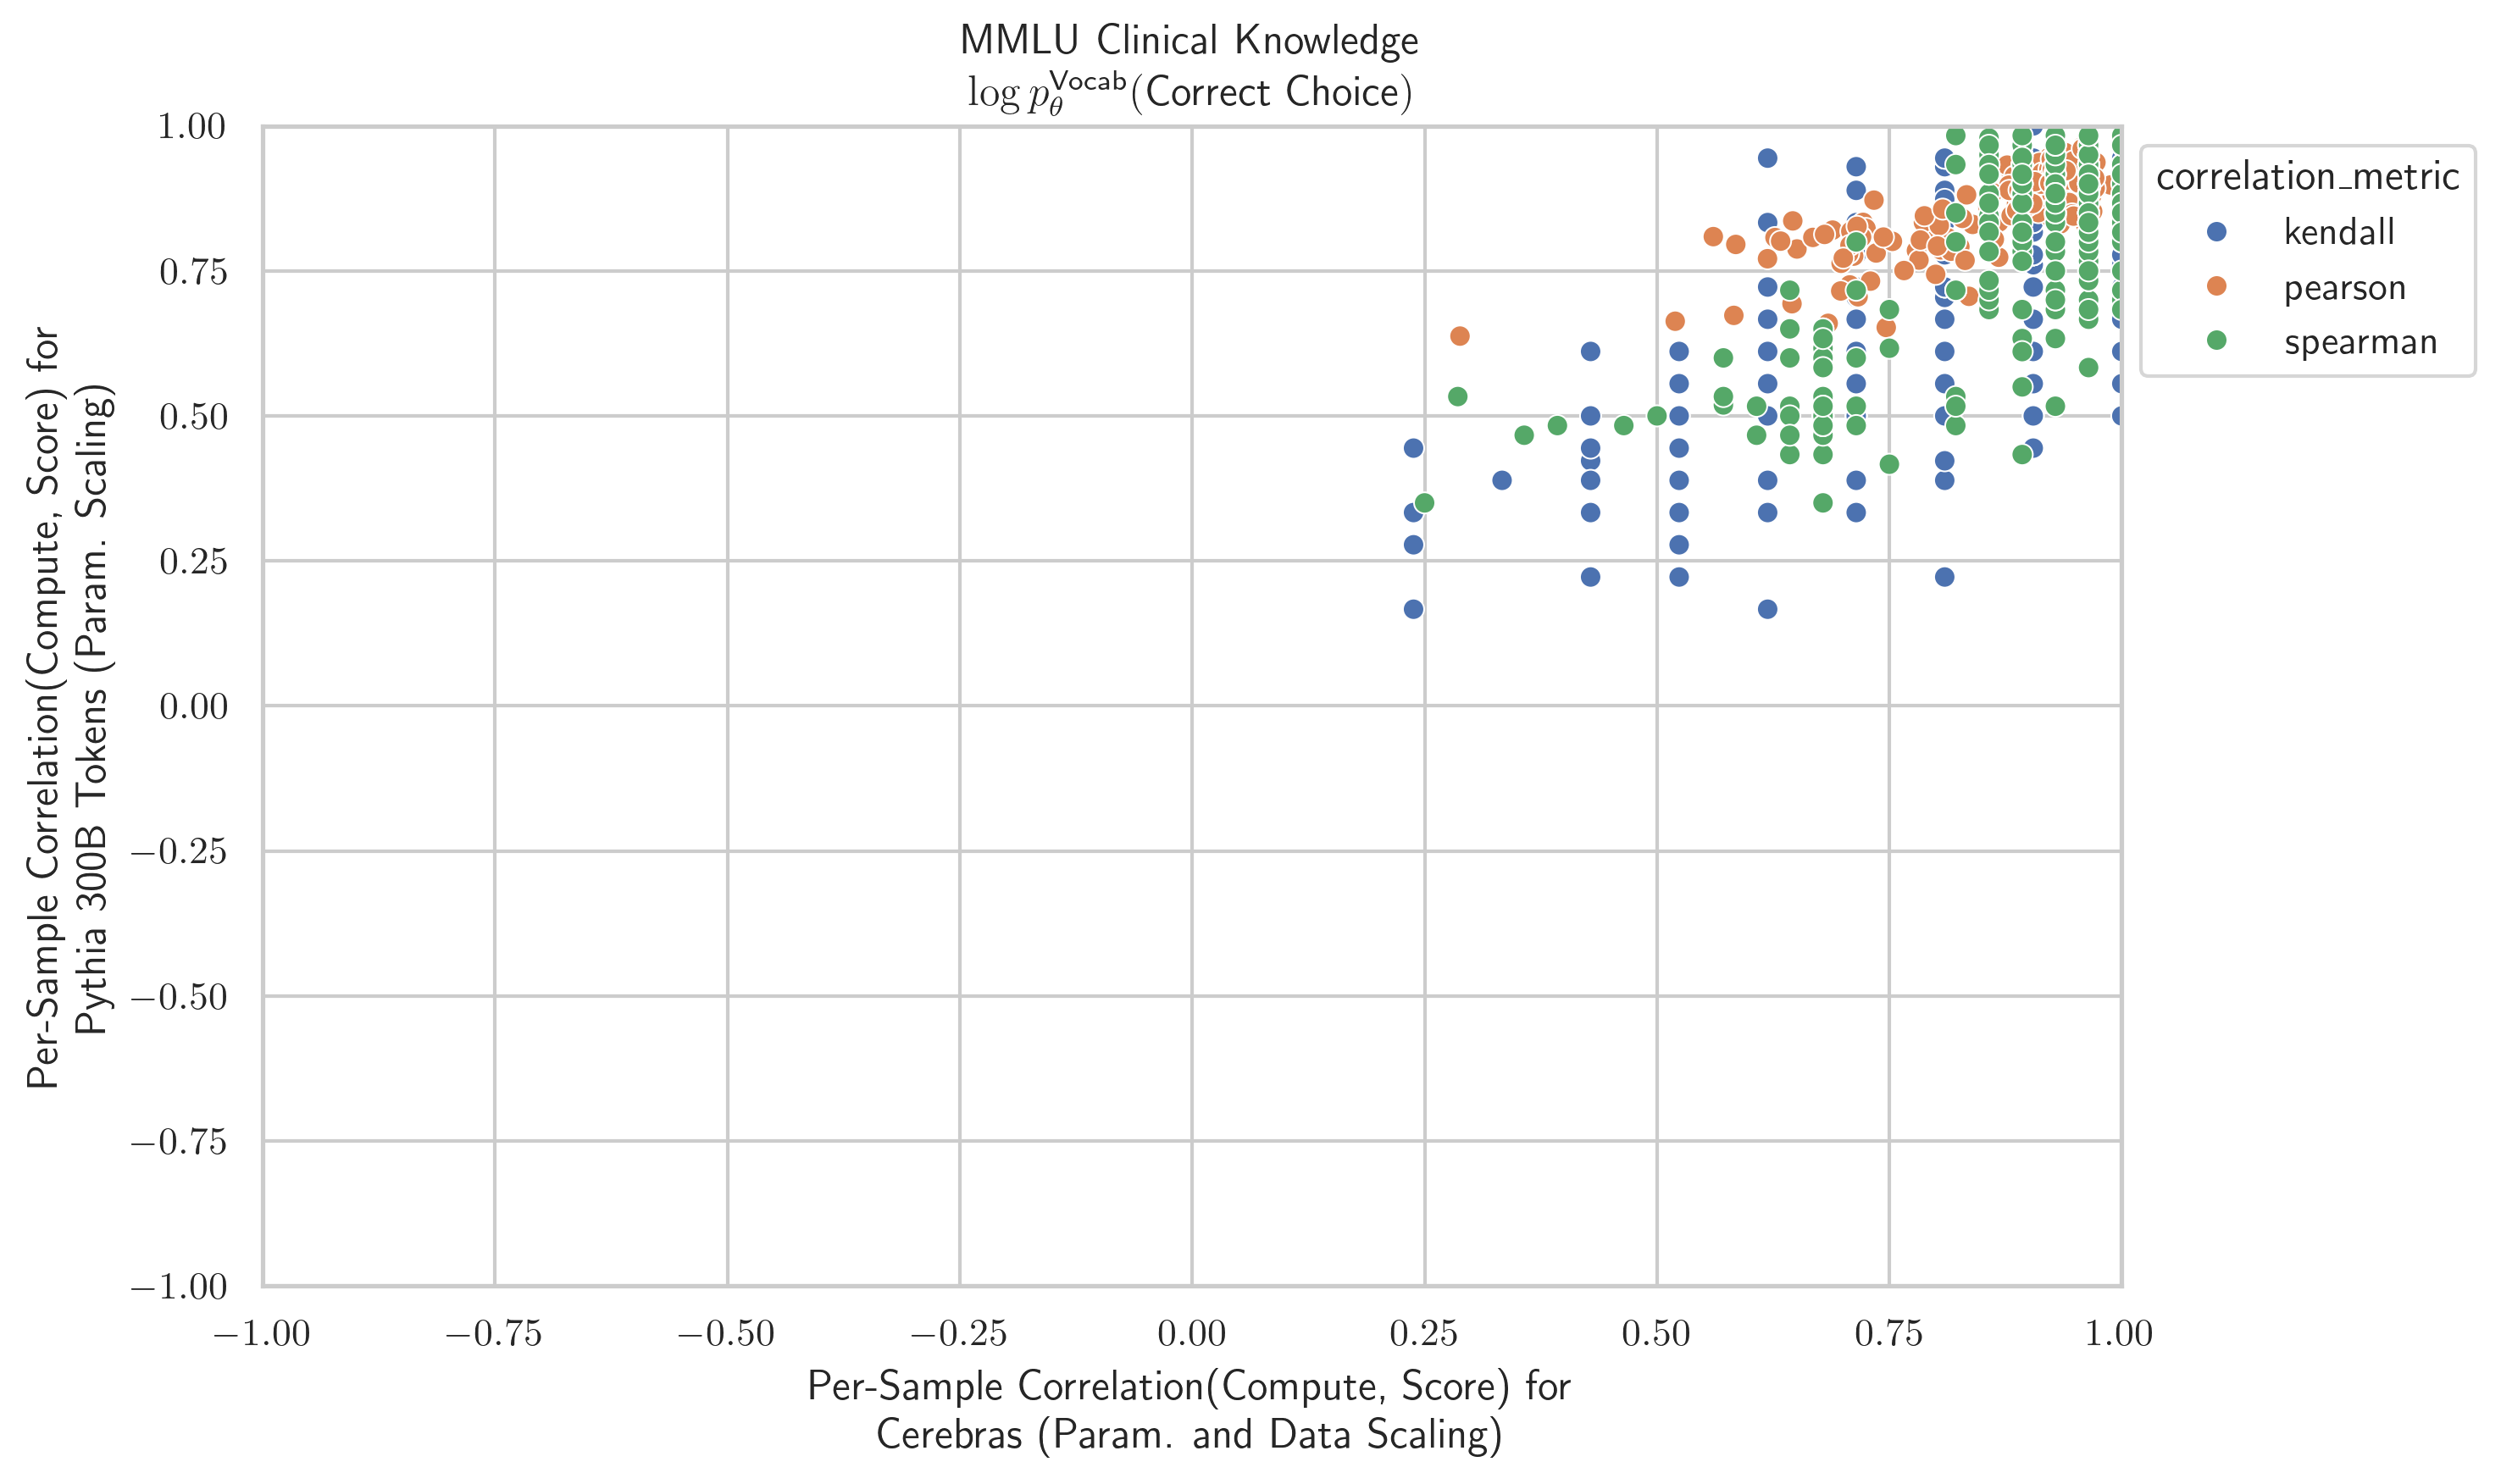 MMLU Clinical Knowledge
log p_θ^Vocab(Correct Choice)
1.00
0.75
0.50
0.25
0.00
−0.25
−0.50
−0.75
−1.00
Per-Sample Correlation(Compute, Score) for
Pythia 300B Tokens (Param. Scaling)
correlation_metric
kendall
pearson
spearman
−1.00 −0.75 −0.50 −0.25 0.00 0.25 0.50 0.75 1.00
Per-Sample Correlation(Compute, Score) for
Cerebras (Param. and Data Scaling)